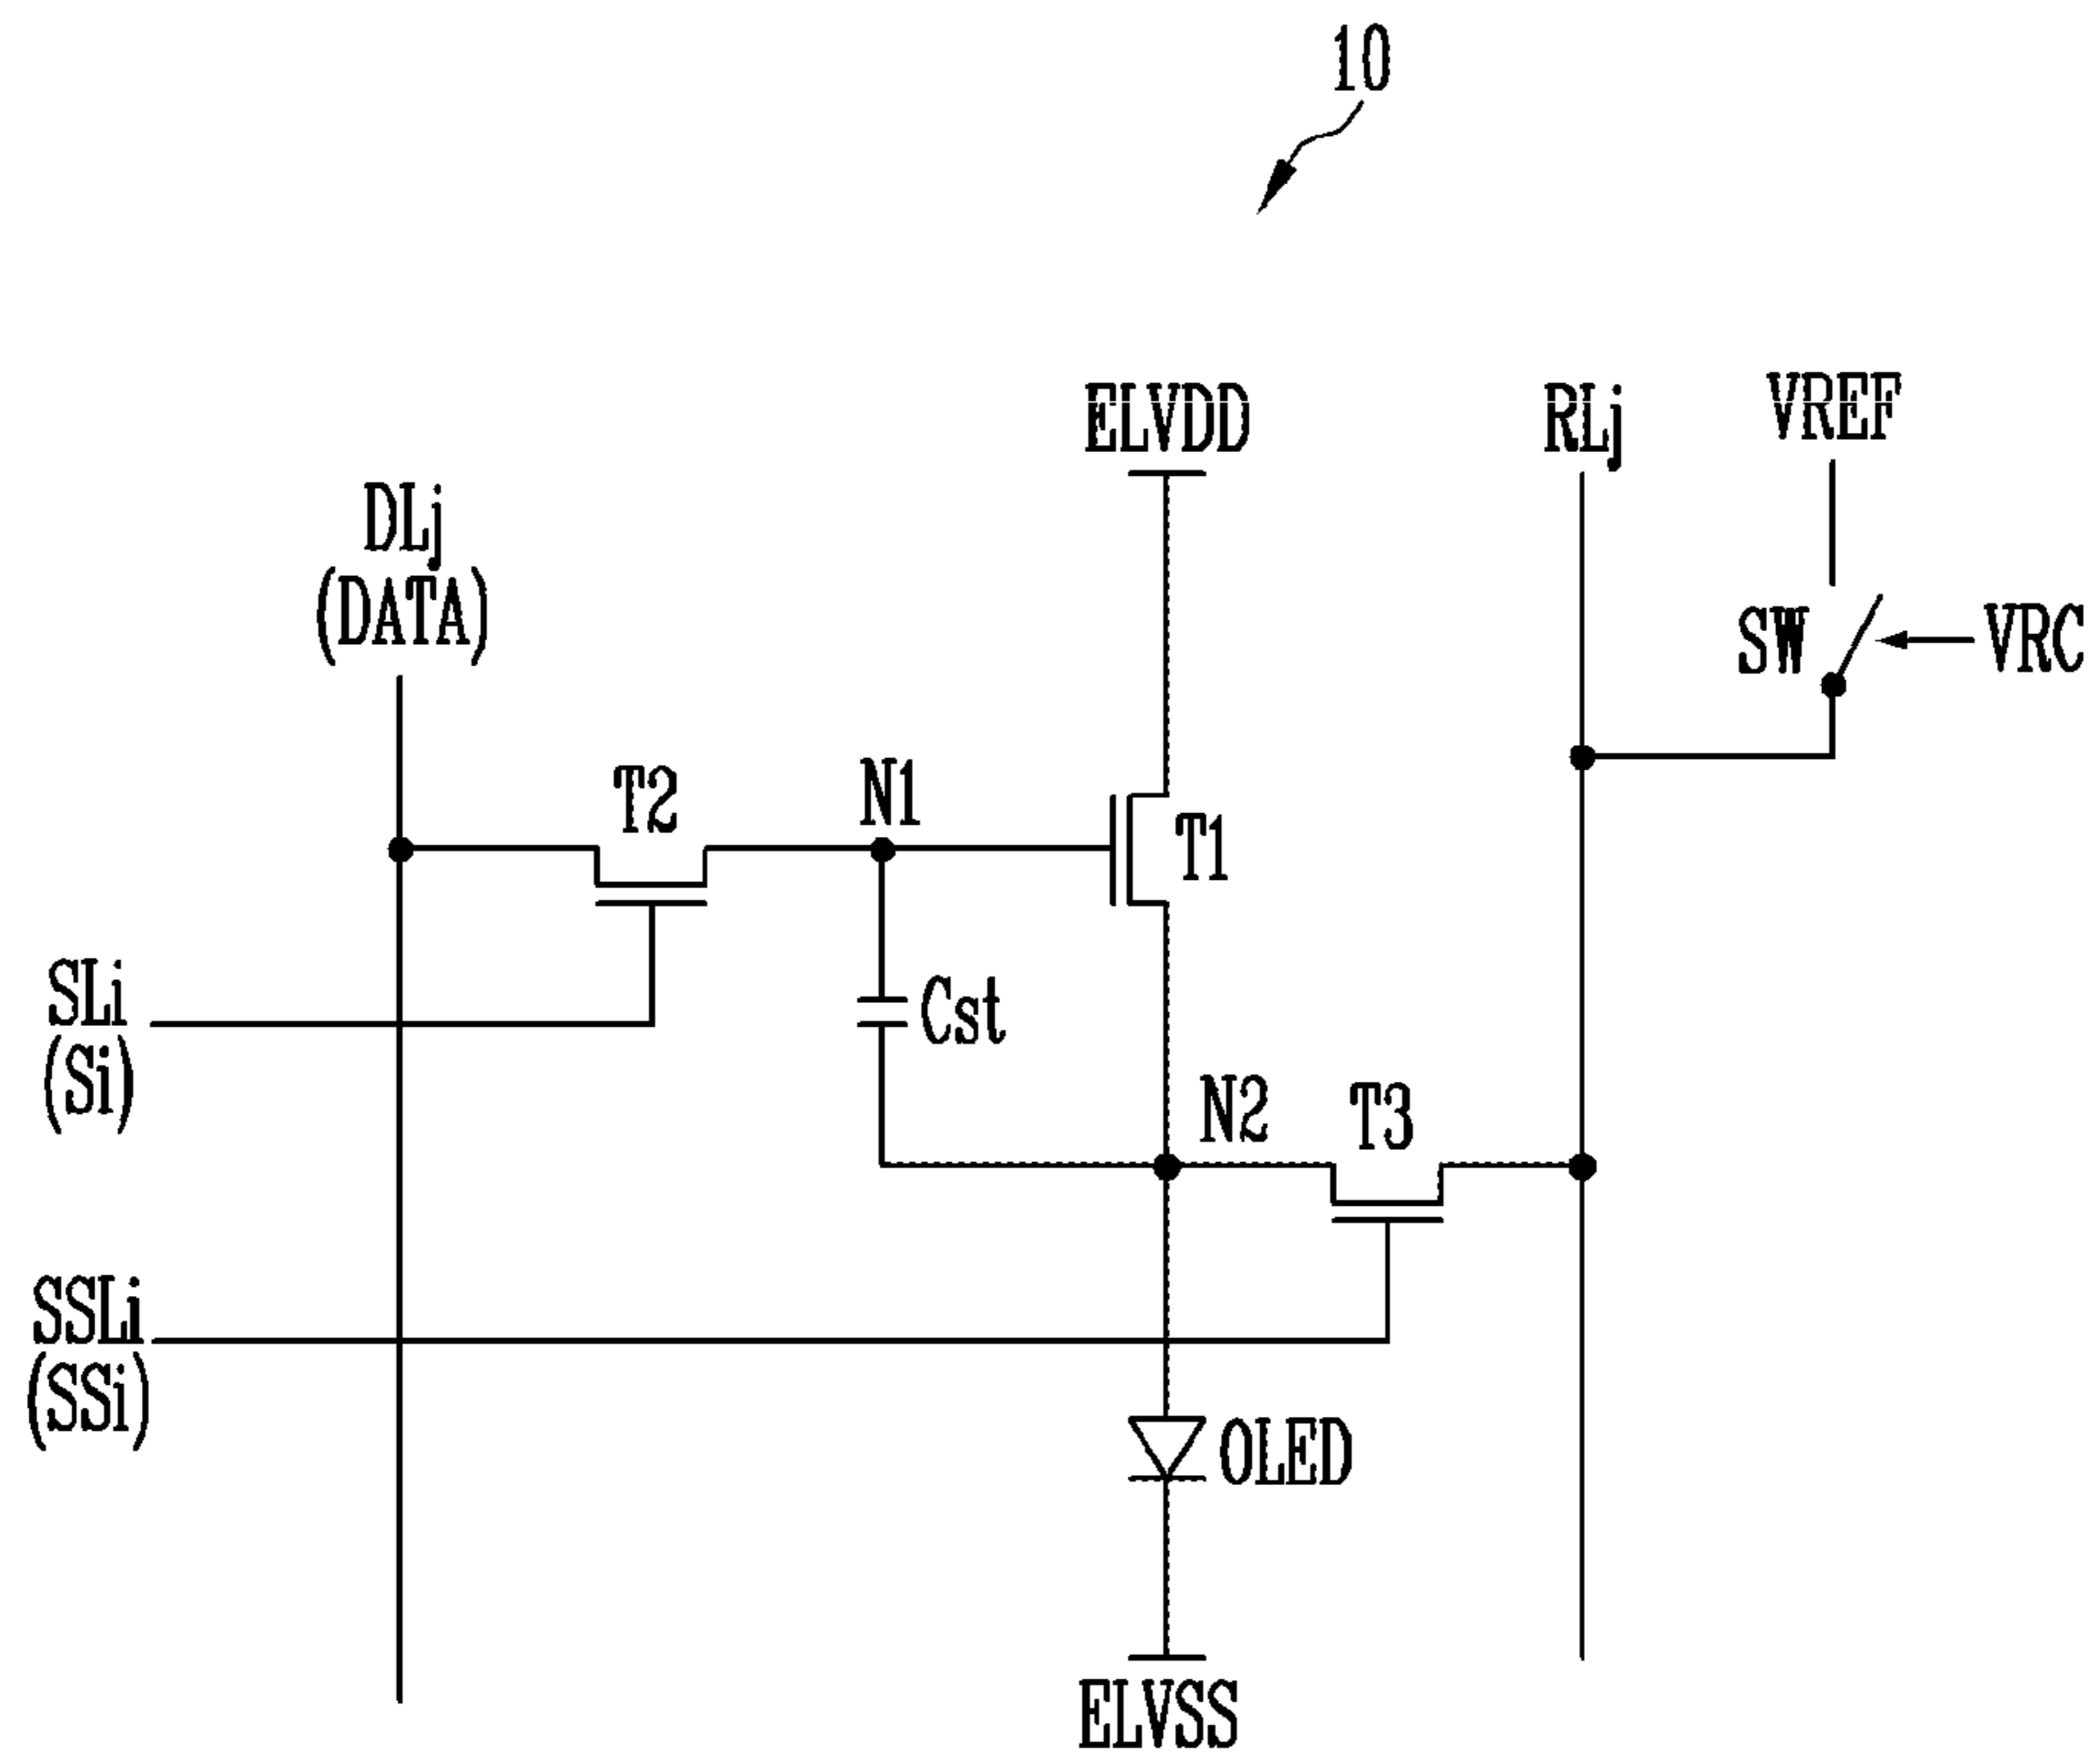 10
ELVDD
RLj
VREF
DLj
(DATA)
SW
VRC
T2
N1
T1
SLi
(Si)
Cst
N2
T3
SSLi
(SSi)
OLED
ELVSS